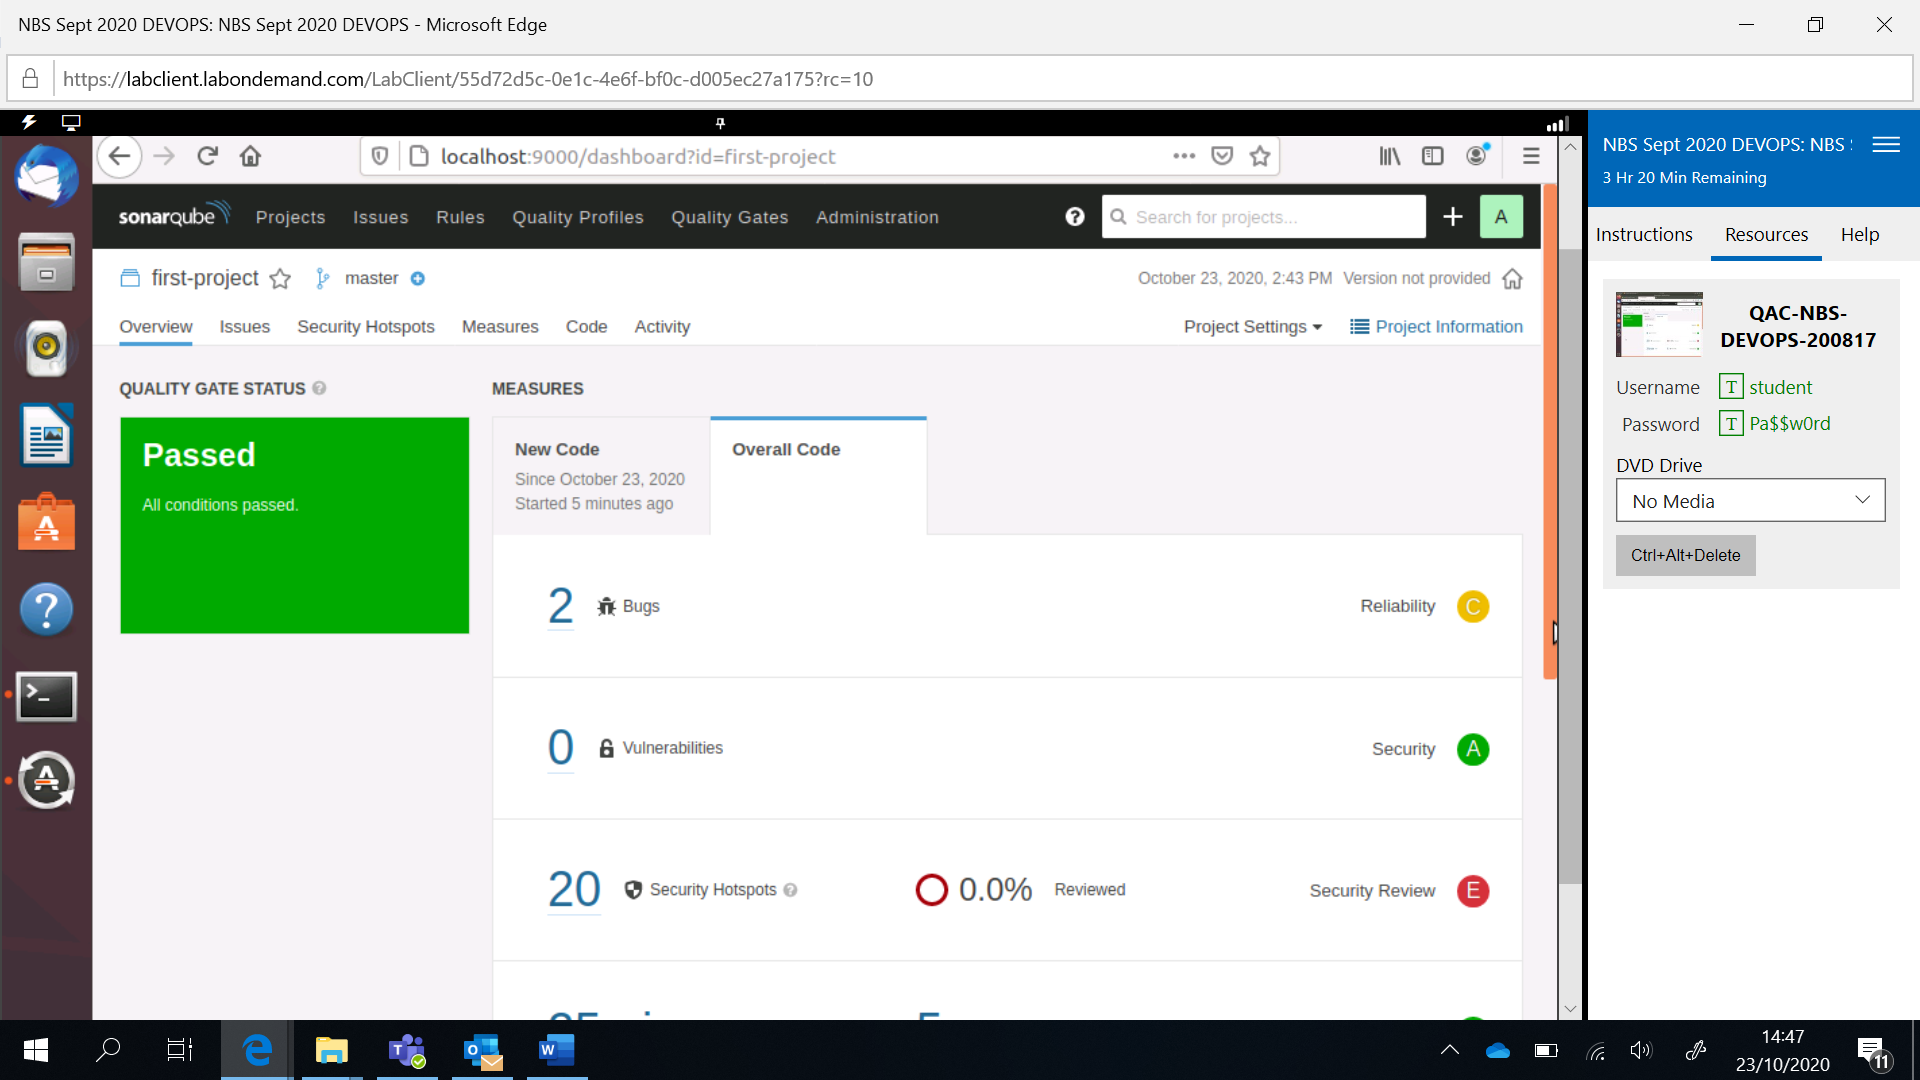 NBS Sept 2020 DEVOPS: NBS Sept 2020 DEVOPS - Microsoft Edge
https://labclient.labondemand.com/LabClient/55d72d5c-0e1c-4e6f-bf0c-d005ec27a175?rc=10
localhost:9000/dashboard?id=first-project
sonarqube Projects Issues Rules Quality Profiles Quality Gates Administration ? Search for projects... + A
first-project master October 23, 2020, 2:43 PM Version not provided
Overview Issues Security Hotspots Measures Code Activity Project Settings Project Information
QUALITY GATE STATUS ?
Passed
All conditions passed.
MEASURES
New Code
Since October 23, 2020
Started 5 minutes ago
Overall Code
2 Bugs Reliability C
0 Vulnerabilities Security A
20 Security Hotspots ? 0.0% Reviewed Security Review E
NBS Sept 2020 DEVOPS: NBS
3 Hr 20 Min Remaining
Instructions Resources Help
QAC-NBS-
DEVOPS-200817
Username T student
Password T Pa$$w0rd
DVD Drive
No Media
Ctrl+Alt+Delete
14:47
23/10/2020
11